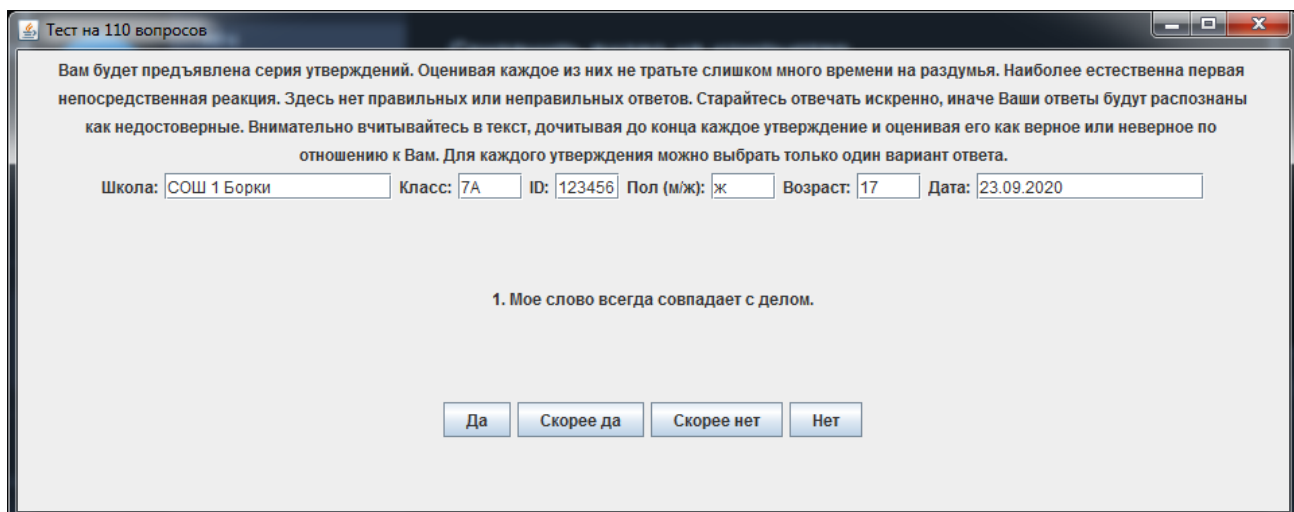 Тест на 110 вопросов
Вам будет предъявлена серия утверждений. Оценивая каждое из них не тратьте слишком много времени на раздумья. Наиболее естественна первая
непосредственная реакция. Здесь нет правильных или неправильных ответов. Старайтесь отвечать искренно, иначе Ваши ответы будут распознаны
как недостоверные. Внимательно вчитывайтесь в текст, дочитывая до конца каждое утверждение и оценивая его как верное или неверное по
отношению к Вам. Для каждого утверждения можно выбрать только один вариант ответа.
Школа: СОШ 1 Борки Класс: 7А ID: 123456 Пол (м/ж): ж Возраст: 17 Дата: 23.09.2020
1. Мое слово всегда совпадает с делом.
Да Скорее да Скорее нет Нет